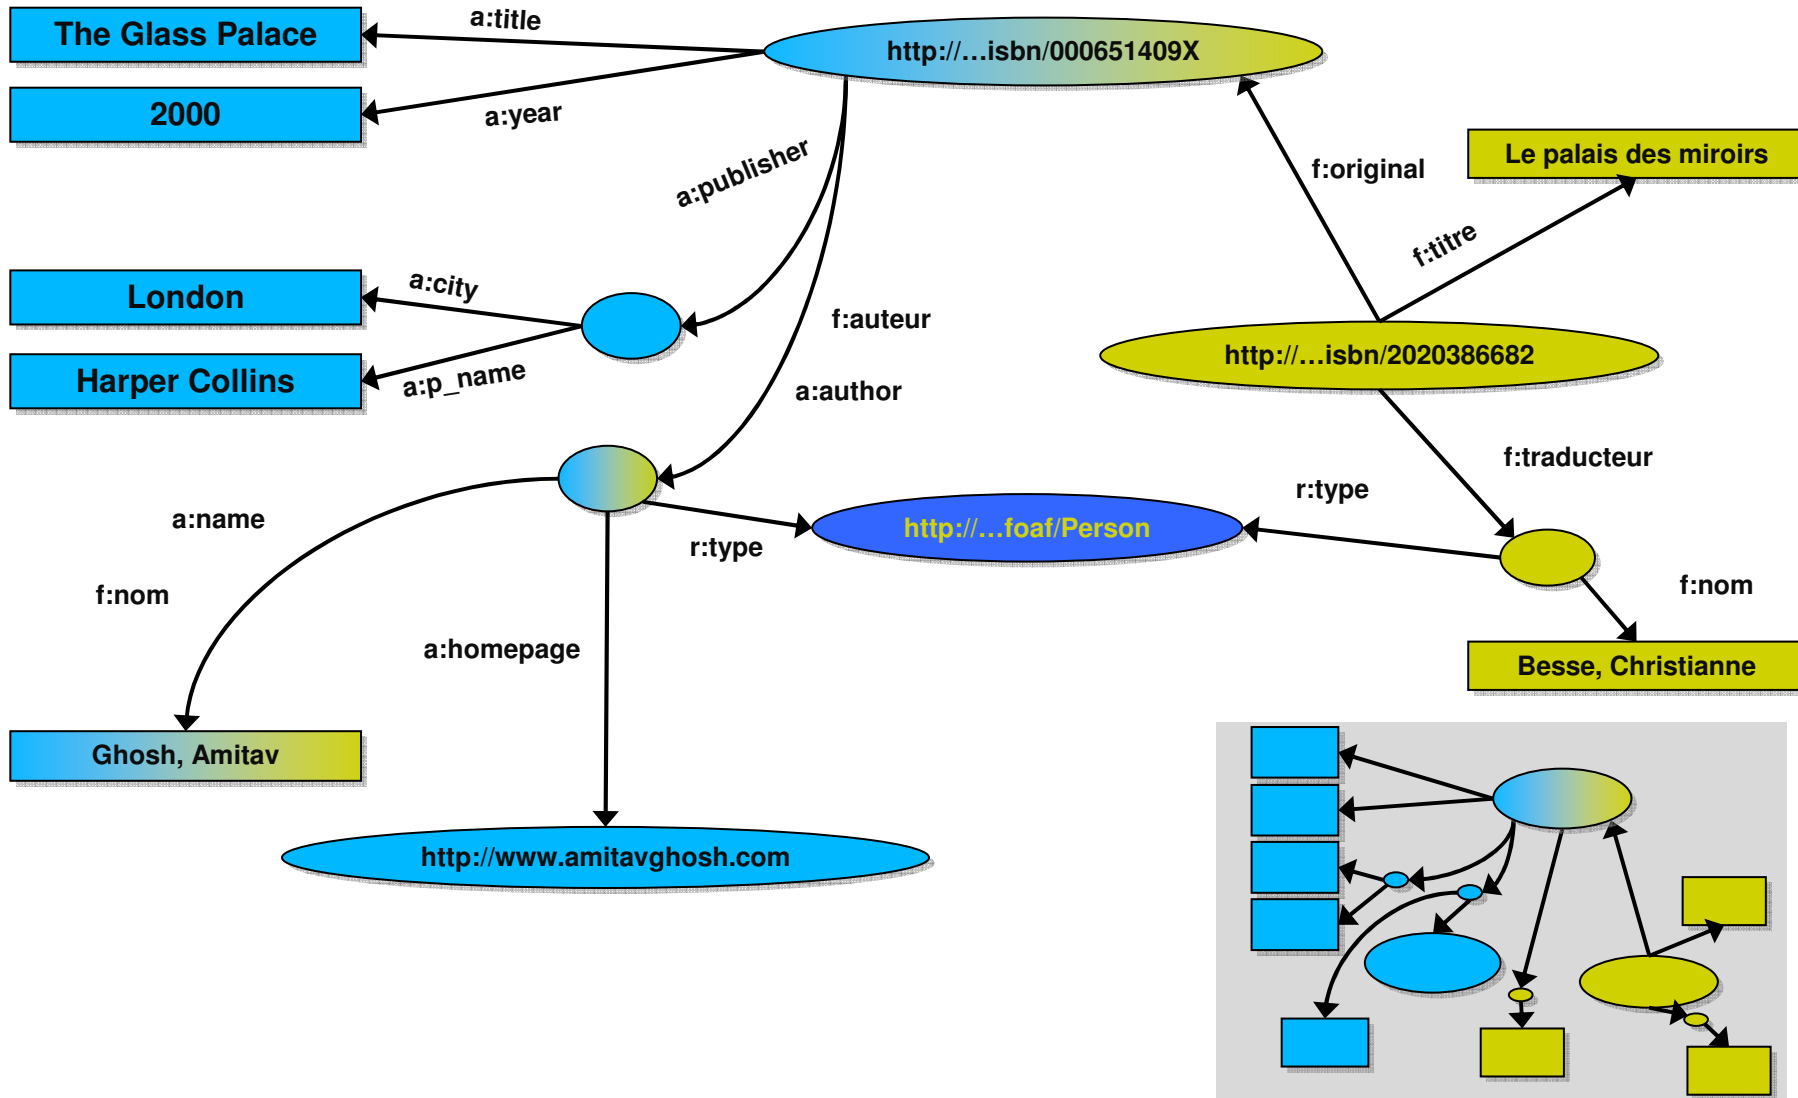 a:title
The Glass Palace
http://...isbn/000651409X
2000
a:year
Le palais des miroirs
a:publisher
f:original
f:titre
a:city
London
f:auteur
http://...isbn/2020386682
Harper Collins
a:p_name
a:author
f:traducteur
r:type
a:name
http://...foaf/Person
r:type
f:nom
f:nom
a:homepage
Besse, Christianne
Ghosh, Amitav
http://www.amitavghosh.com